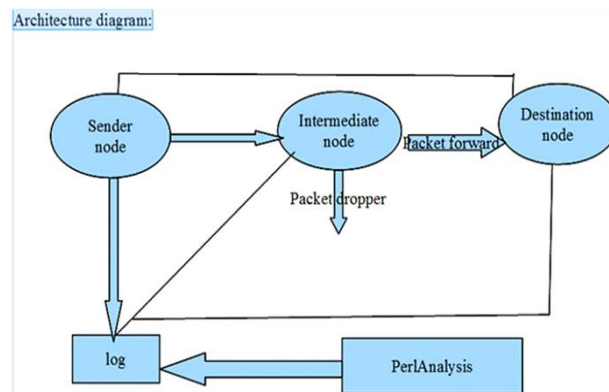 Architecture diagram:
Sender
node
Intermediate
node
Destination
node
Packet forward
Packet dropper
log
PerlAnalysis